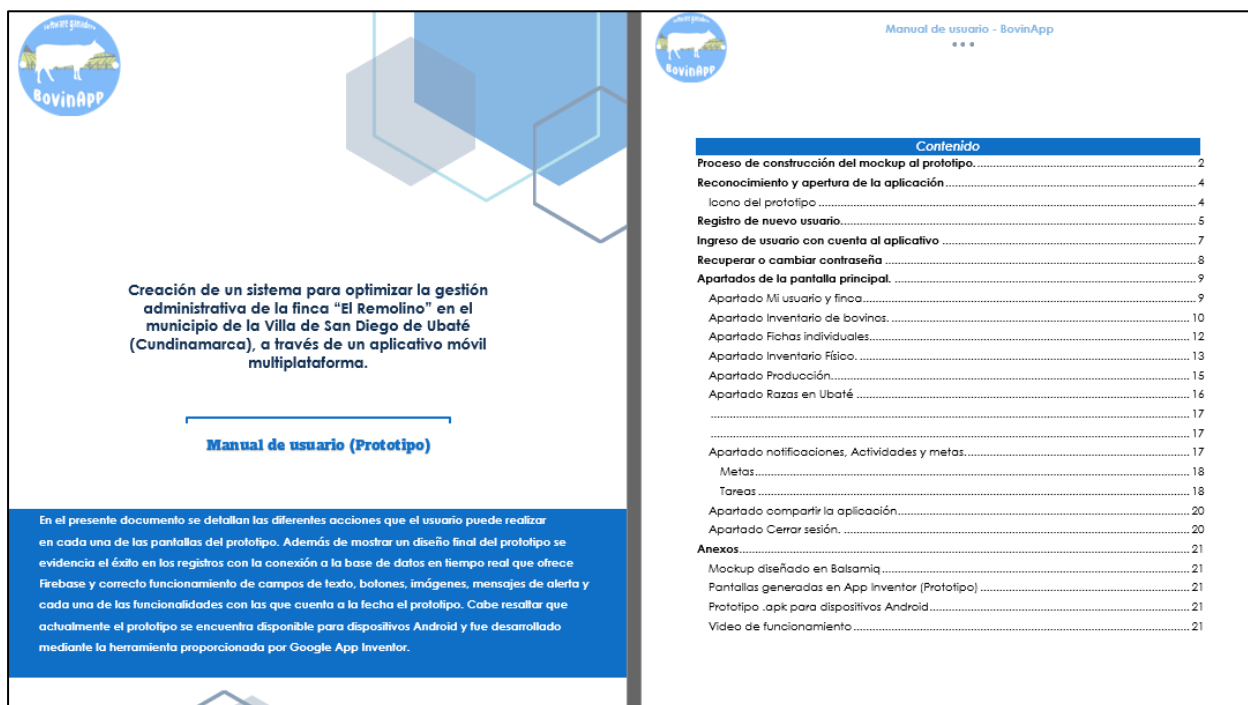 software ganadero
BovinApp
Creación de un sistema para optimizar la gestión
administrativa de la finca “El Remolino” en el
municipio de la Villa de San Diego de Ubaté
(Cundinamarca), a través de un aplicativo móvil
multiplataforma.
Manual de usuario (Prototipo)
En el presente documento se detallan las diferentes acciones que el usuario puede realizar
en cada una de las pantallas del prototipo. Además de mostrar un diseño final del prototipo se
evidencia el éxito en los registros con la conexión a la base de datos en tiempo real que ofrece
Firebase y correcto funcionamiento de campos de texto, botones, imágenes, mensajes de alerta y
cada una de las funcionalidades con las que cuenta a la fecha el prototipo. Cabe resaltar que
actualmente el prototipo se encuentra disponible para dispositivos Android y fue desarrollado
mediante la herramienta proporcionada por Google App Inventor.
software ganadero
BovinApp
Manual de usuario - BovinApp
Contenido
Proceso de construcción del mockup al prototipo. 2
Reconocimiento y apertura de la aplicación 4
Icono del prototipo 4
Registro de nuevo usuario. 5
Ingreso de usuario con cuenta al aplicativo 7
Recuperar o cambiar contraseña 8
Apartados de la pantalla principal. 9
Apartado Mi usuario y finca. 9
Apartado Inventario de bovinos. 10
Apartado Fichas individuales. 12
Apartado Inventario Físico. 13
Apartado Producción. 15
Apartado Razas en Ubaté 16
17
17
Apartado notificaciones, Actividades y metas. 17
Metas 18
Tareas 18
Apartado compartir la aplicación. 20
Apartado Cerrar sesión. 20
Anexos 21
Mockup diseñado en Balsamiq 21
Pantallas generadas en App Inventor (Prototipo) 21
Prototipo .apk para dispositivos Android 21
Video de funcionamiento 21